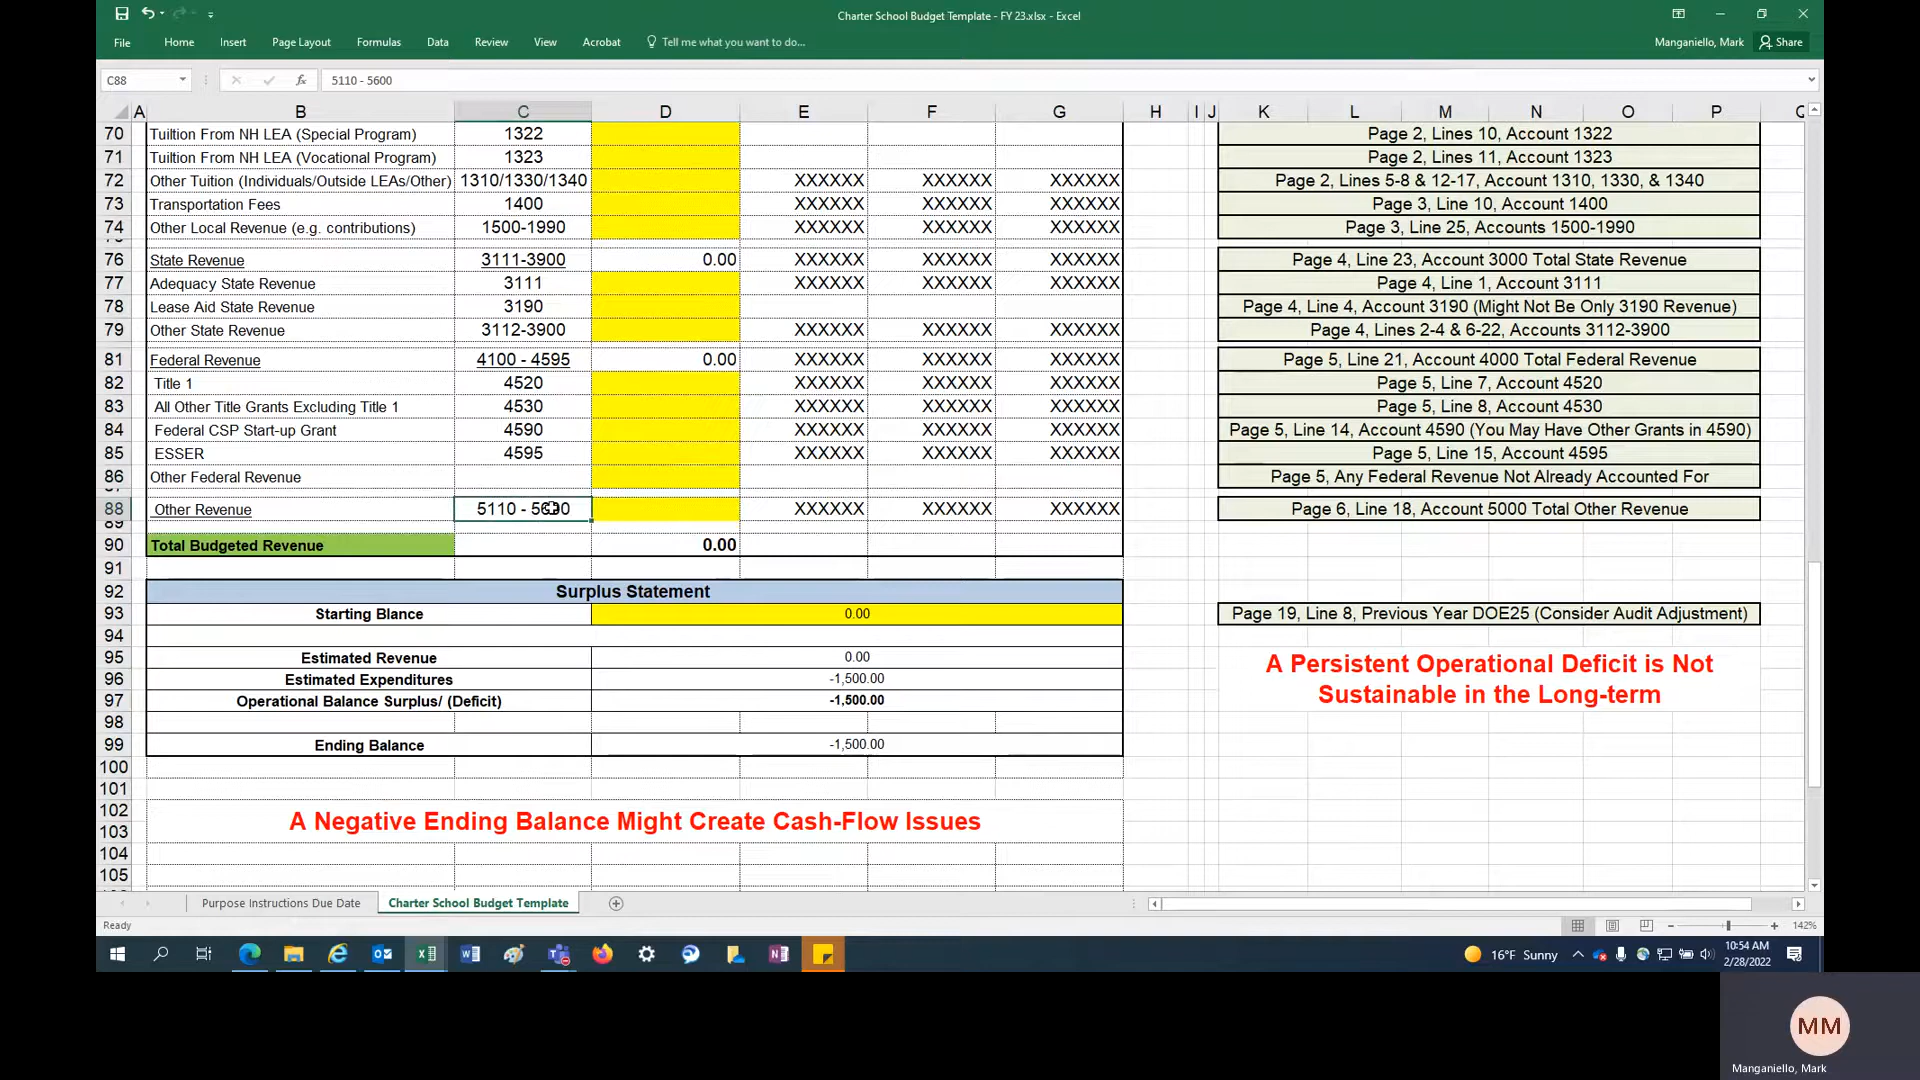 Charter School Budget Template - FY 23.xlsx - Excel
File Home Insert Page Layout Formulas Data Review View Acrobat Tell me what you want to do... Manganiello, Mark Share
C88 fx 5110 - 5600
A B C D E F G H I J K L M N O P
70 Tuiltion From NH LEA (Special Program) 1322 Page 2, Lines 10, Account 1322
71 Tuiltion From NH LEA (Vocational Program) 1323 Page 2, Lines 11, Account 1323
72 Other Tuition (Individuals/Outside LEAs/Other) 1310/1330/1340 XXXXXX XXXXXX XXXXXX Page 2, Lines 5-8 & 12-17, Account 1310, 1330, & 1340
73 Transportation Fees 1400 XXXXXX XXXXXX XXXXXX Page 3, Line 10, Account 1400
74 Other Local Revenue (e.g. contributions) 1500-1990 XXXXXX XXXXXX XXXXXX Page 3, Line 25, Accounts 1500-1990
76 State Revenue 3111-3900 0.00 XXXXXX XXXXXX XXXXXX Page 4, Line 23, Account 3000 Total State Revenue
77 Adequacy State Revenue 3111 XXXXXX XXXXXX XXXXXX Page 4, Line 1, Account 3111
78 Lease Aid State Revenue 3190 Page 4, Line 4, Account 3190 (Might Not Be Only 3190 Revenue)
79 Other State Revenue 3112-3900 XXXXXX XXXXXX XXXXXX Page 4, Lines 2-4 & 6-22, Accounts 3112-3900
81 Federal Revenue 4100 - 4595 0.00 XXXXXX XXXXXX XXXXXX Page 5, Line 21, Account 4000 Total Federal Revenue
82 Title 1 4520 XXXXXX XXXXXX XXXXXX Page 5, Line 7, Account 4520
83 All Other Title Grants Excluding Title 1 4530 XXXXXX XXXXXX XXXXXX Page 5, Line 8, Account 4530
84 Federal CSP Start-up Grant 4590 XXXXXX XXXXXX XXXXXX Page 5, Line 14, Account 4590 (You May Have Other Grants in 4590)
85 ESSER 4595 XXXXXX XXXXXX XXXXXX Page 5, Line 15, Account 4595
86 Other Federal Revenue Page 5, Any Federal Revenue Not Already Accounted For
88 Other Revenue 5110 - 5600 XXXXXX XXXXXX XXXXXX Page 6, Line 18, Account 5000 Total Other Revenue
89
90 Total Budgeted Revenue 0.00
91
92 Surplus Statement
93 Starting Blance 0.00 Page 19, Line 8, Previous Year DOE25 (Consider Audit Adjustment)
94
95 Estimated Revenue 0.00
96 Estimated Expenditures -1,500.00
97 Operational Balance Surplus/ (Deficit) -1,500.00
98
99 Ending Balance -1,500.00
A Persistent Operational Deficit is Not
Sustainable in the Long-term
100
101
102
A Negative Ending Balance Might Create Cash-Flow Issues
103
104
105
Purpose Instructions Due Date Charter School Budget Template
Ready 142%
16°F Sunny 10:54 AM
2/28/2022
MM
Manganiello, Mark